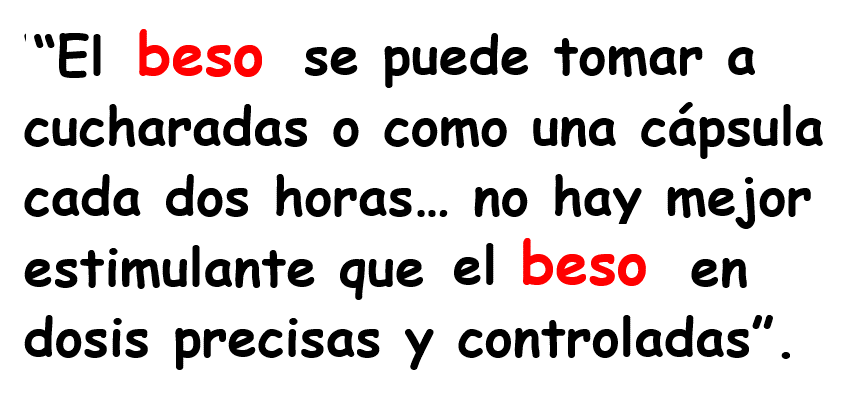 “El beso se puede tomar a
cucharadas o como una cápsula
cada dos horas… no hay mejor
estimulante que el beso en
dosis precisas y controladas”.